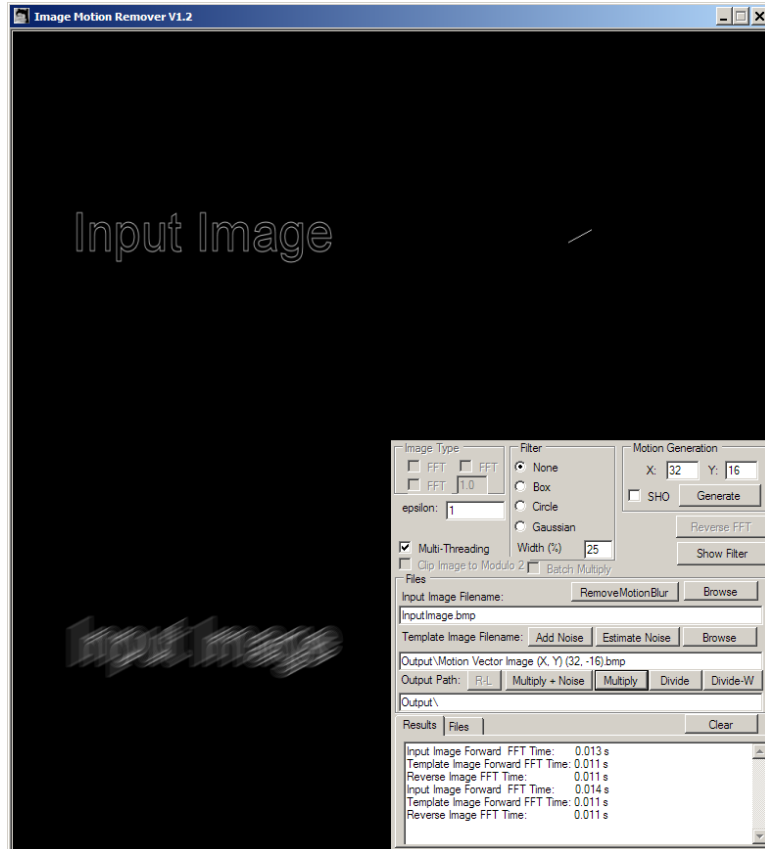 Image Motion Remover V1.2
Input Image
Input Image
Image Type
FFT FFT
FFT 1.0
epsilon: 1
Multi-Threading
Clip Image to Modulo 2
Filter
None
Box
Circle
Gaussian
Width (%) 25
Batch Multiply
Motion Generation
X: 32 Y: 16
SHO Generate
Reverse FFT
Show Filter
Files
Input Image Filename: RemoveMotionBlur Browse
InputImage.bmp
Template Image Filename: Add Noise Estimate Noise Browse
Output\Motion Vector Image (X, Y) (32, -16).bmp
Output Path: R-L Multiply + Noise Multiply Divide Divide-W
Output\
Results Files Clear
Input Image Forward FFT Time: 0.013 s
Template Image Forward FFT Time: 0.011 s
Reverse Image FFT Time: 0.011 s
Input Image Forward FFT Time: 0.014 s
Template Image Forward FFT Time: 0.011 s
Reverse Image FFT Time: 0.011 s